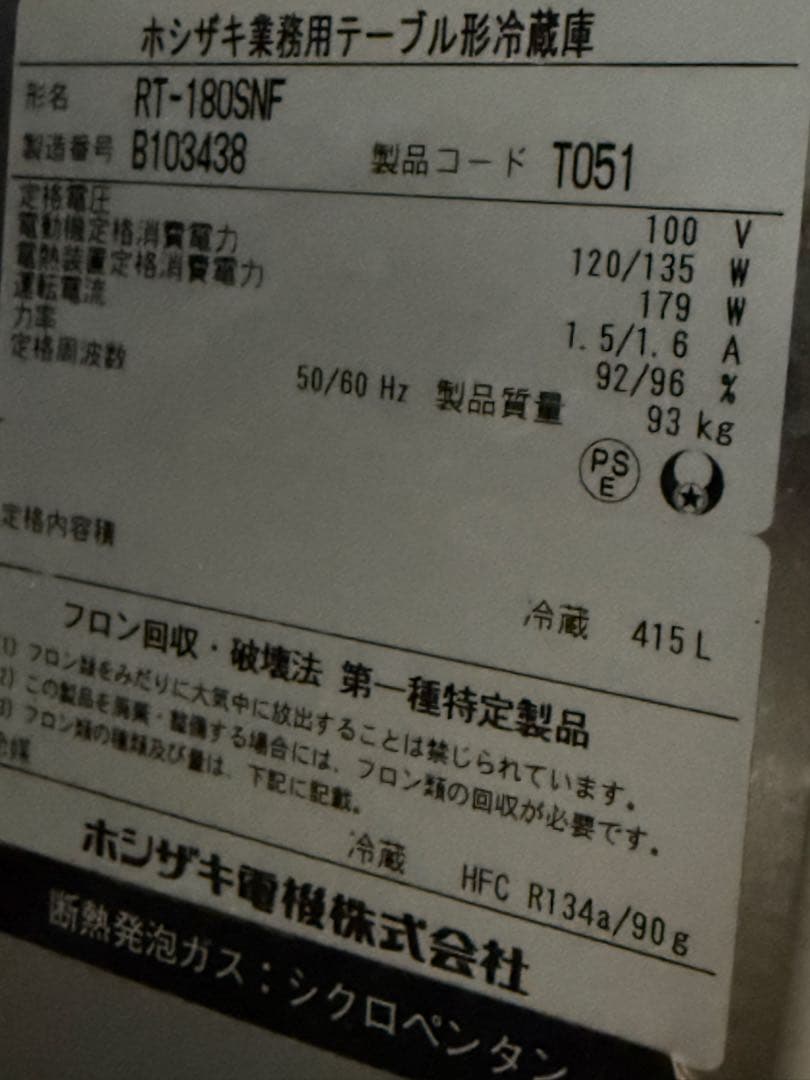 ホシザキ業務用テーブル形冷蔵庫
形名 RT-180SNF
製造番号 B103438 製品コード T051
定格電圧 100 V
電動機定格消費電力 120/135 W
電熱装置定格消費電力 179 W
運転電流 1.5/1.6 A
力率 92/96 %
定格周波数 50/60 Hz 製品質量 93 kg
PS
E
定格内容積 冷蔵 415 L
フロン回収・破壊法 第一種特定製品
1) フロン類をみだりに大気中に放出することは禁じられています。
2) この製品を廃棄・整備する場合には、フロン類の回収が必要です。
3) フロン類の種類及び量は、下記に記載。
冷媒 冷蔵 HFC R134a/90g
ホシザキ電機株式会社
断熱発泡ガス：シクロペンタン